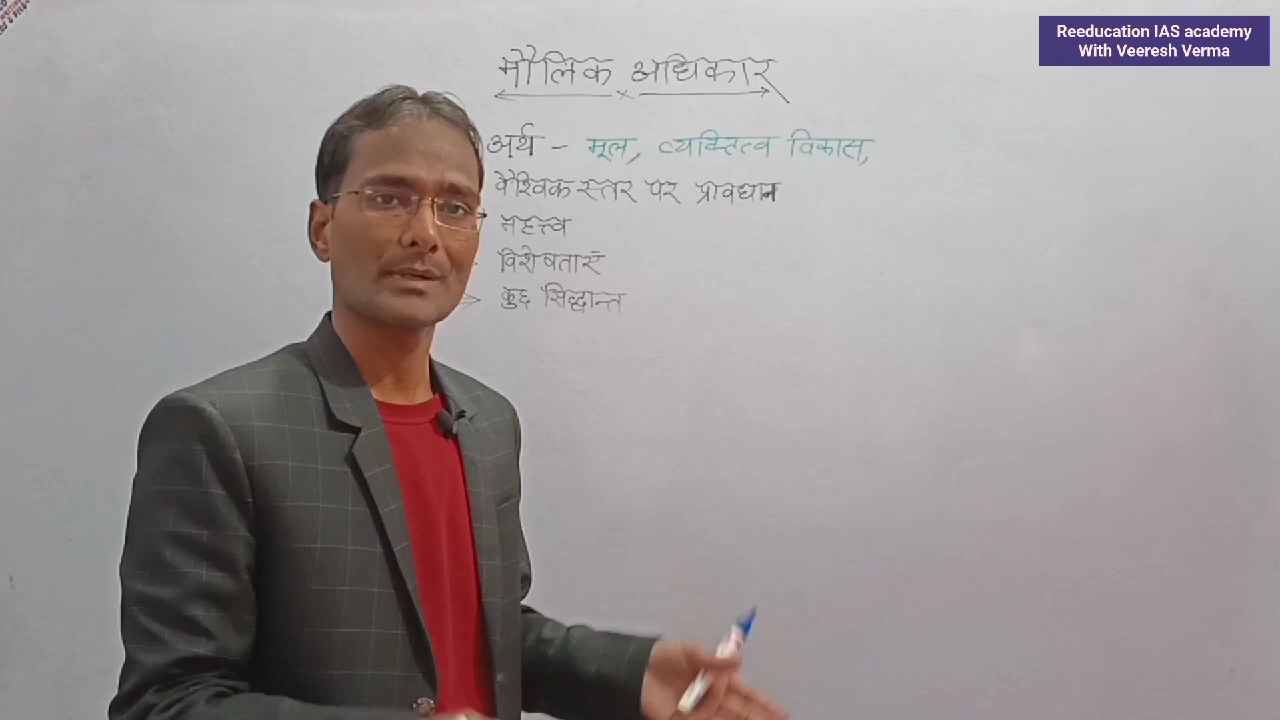 Reeducation IAS academy
With Veeresh Verma
मौलिक अधिकार
अर्थ - मूल, व्यक्तित्व विकास,
वैश्विक स्तर पर प्रावधान
महत्त्व
विशेषताएं
कुछ सिद्धान्त